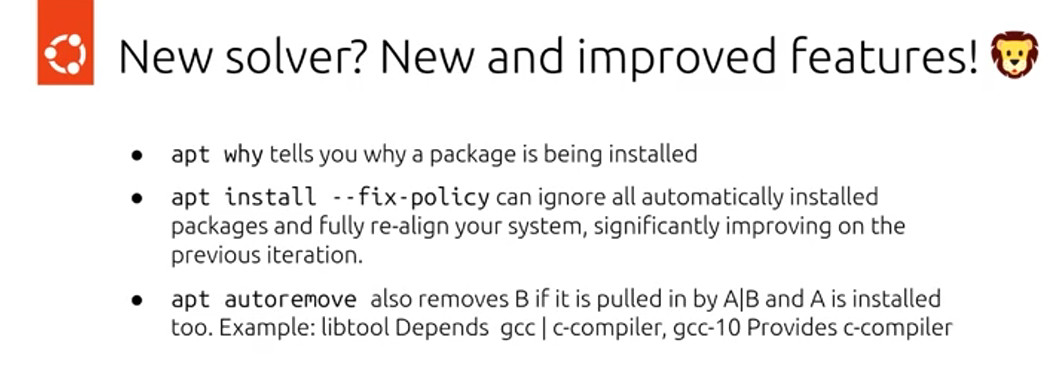 New solver? New and improved features! 🦁
● apt why tells you why a package is being installed
● apt install --fix-policy can ignore all automatically installed
packages and fully re-align your system, significantly improving on the
previous iteration.
● apt autoremove also removes B if it is pulled in by A|B and A is installed
too. Example: libtool Depends gcc | c-compiler, gcc-10 Provides c-compiler